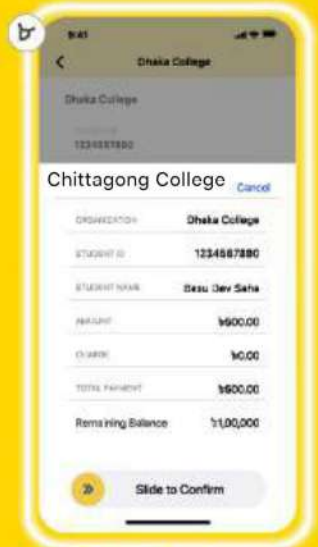 9:41
Dhaka College
Dhaka College
1234567890
Chittagong College Cancel
ORGANIZATION Dhaka College
STUDENT ID 1234567890
STUDENT NAME Basu Dev Saha
AMOUNT ৳600.00
CHARGE ৳0.00
TOTAL PAYMENT ৳600.00
Remaining Balance ৳1,00,000
Slide to Confirm